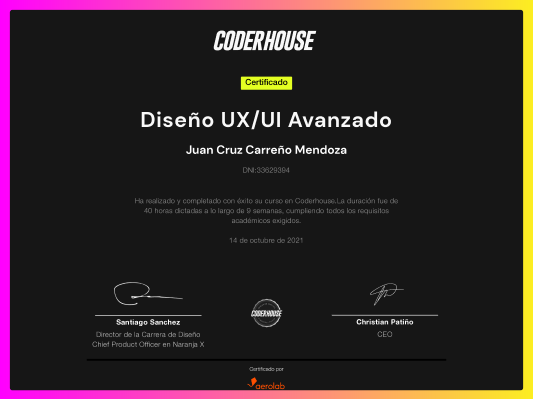 CODERHOUSE
Certificado
Diseño UX/UI Avanzado
Juan Cruz Carreño Mendoza
DNI:33629394
Ha realizado y completado con éxito su curso en Coderhouse.La duración fue de
40 horas dictadas a lo largo de 9 semanas, cumpliendo todos los requisitos
académicos exigidos.
14 de octubre de 2021
CODERHOUSE
Santiago Sanchez
Director de la Carrera de Diseño
Chief Product Officer en Naranja X
Christian Patiño
CEO
Certificado por
aerolab